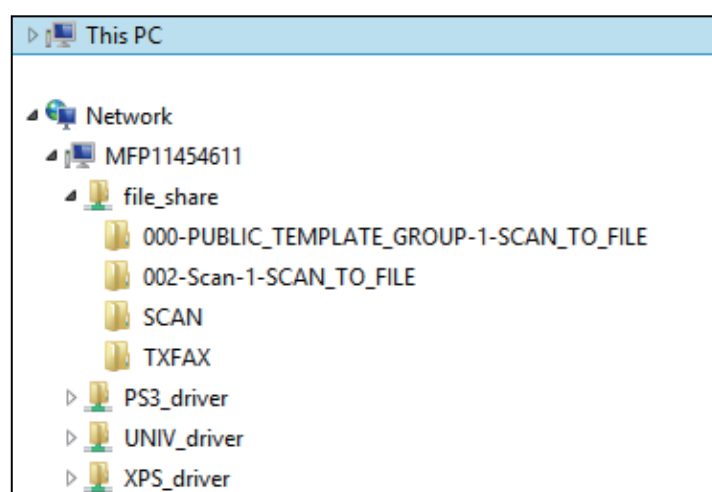 This PC
Network
MFP11454611
file_share
000-PUBLIC_TEMPLATE_GROUP-1-SCAN_TO_FILE
002-Scan-1-SCAN_TO_FILE
SCAN
TXFAX
PS3_driver
UNIV_driver
XPS_driver